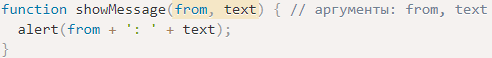 function showMessage(from, text) { // аргументы: from, text
  alert(from + ': ' + text);
}